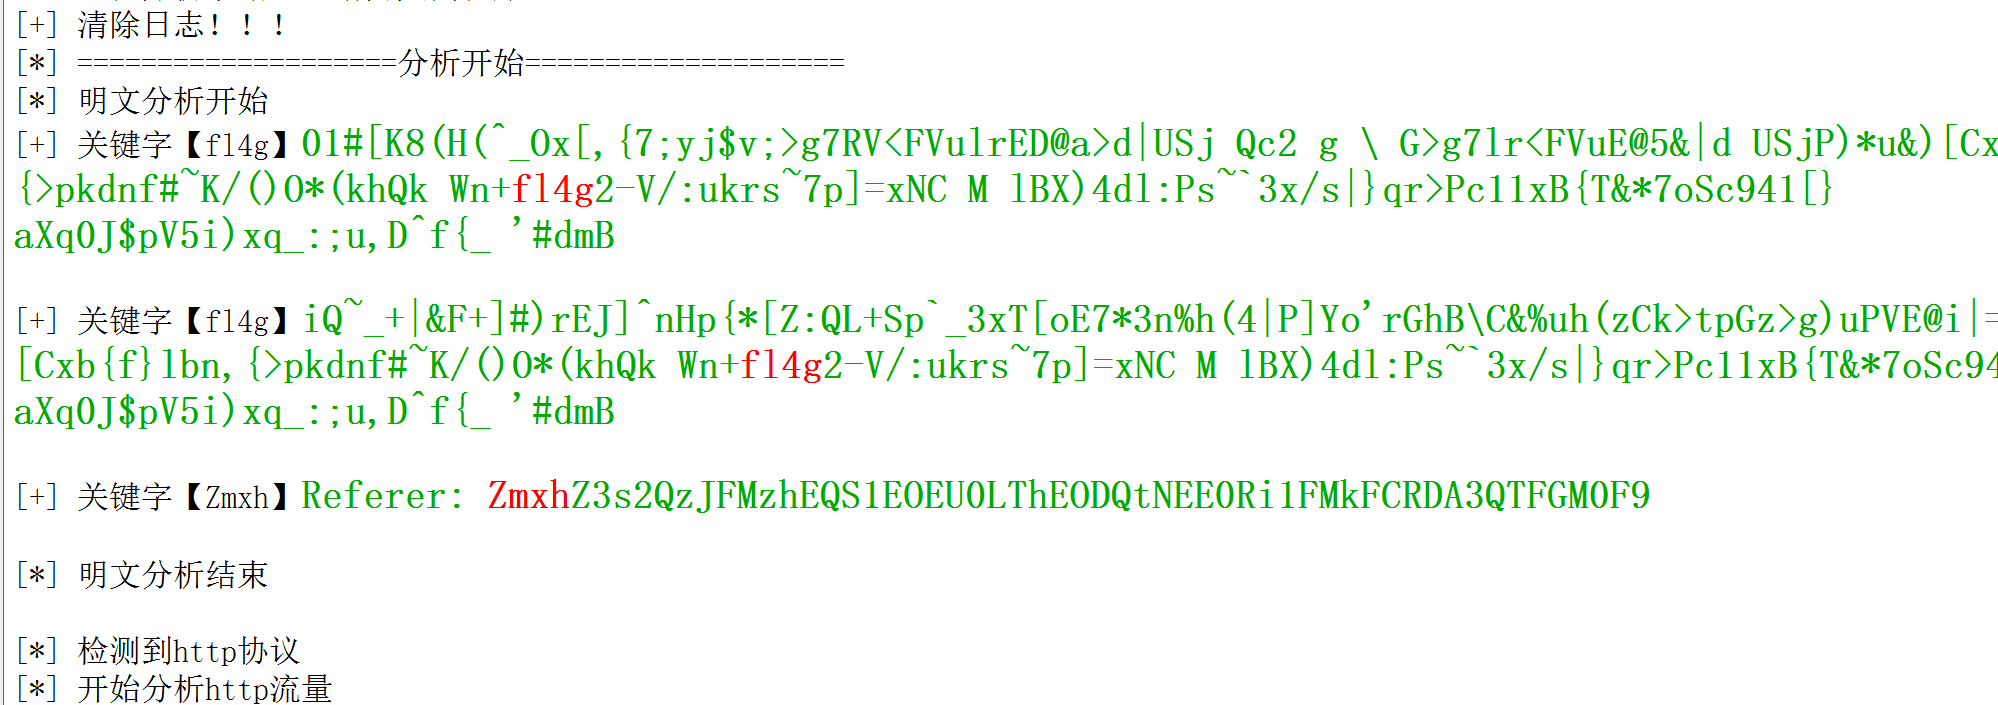 [+] 清除日志！！！
[*] ====================分析开始====================
[*] 明文分析开始
[+] 关键字【fl4g】O1#[K8(H(^_Ox[,{7;yj$v;>g7RV<FVulrED@a>d|USj Qc2 g \ G>g7lr<FVuE@5&|d USjP)*u&)[Cx
{>pkdnf#~K/()O*(khQk Wn+fl4g2-V/:ukrs~7p]=xNC M lBX)4dl:Ps~`3x/s|}qr>Pc11xB{T&*7oSc941[}
aXq0J$pV5i)xq_:;u,D^f{_ '#dmB
[+] 关键字【fl4g】iQ~_+|&F+]#)rEJ]^nHp{*[Z:QL+Sp`_3xT[oE7*3n%h(4|P]Yo'rGhB\C&%uh(zCk>tpGz>g)uPVE@i|=
[Cxb{f}lbn,{>pkdnf#~K/()O*(khQk Wn+fl4g2-V/:ukrs~7p]=xNC M lBX)4dl:Ps~`3x/s|}qr>Pc11xB{T&*7oSc94
aXq0J$pV5i)xq_:;u,D^f{_ '#dmB
[+] 关键字【Zmxh】Referer: ZmxhZ3s2QzJFMzhEQS1EOEU0LThEODQtNEE0Ri1FMkFCRDA3QTFGM0F9
[*] 明文分析结束
[*] 检测到http协议
[*] 开始分析http流量